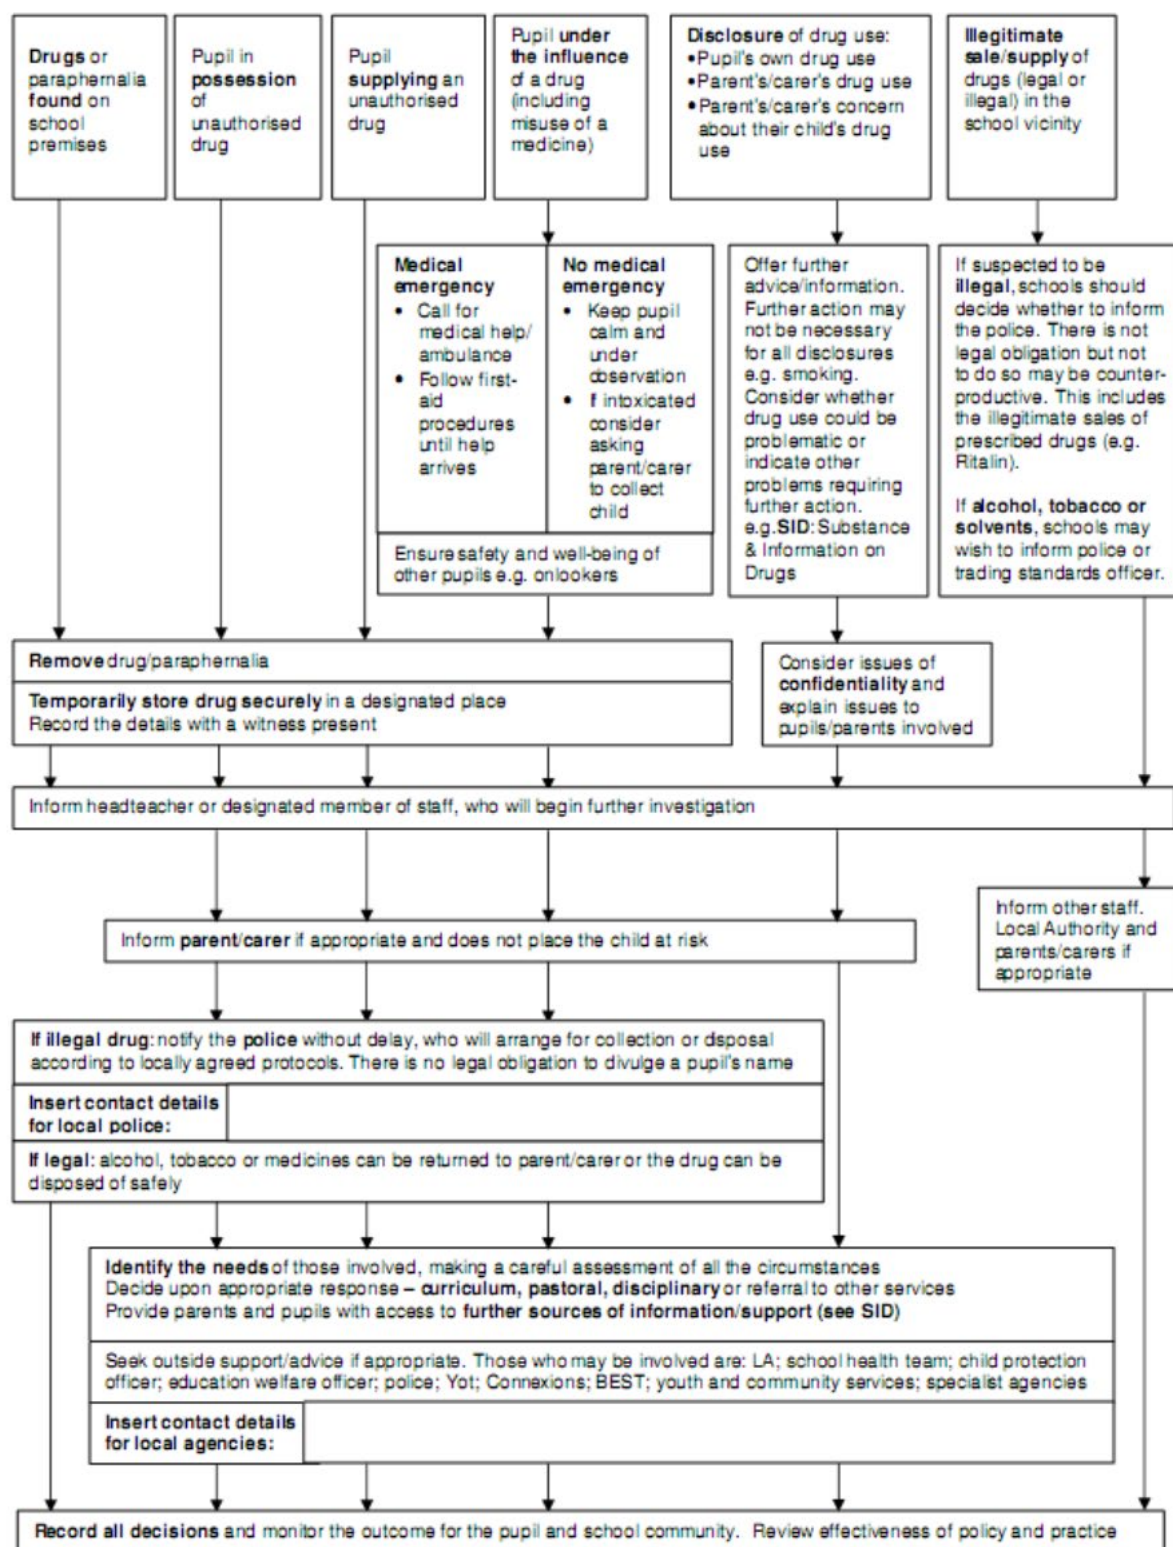 Drugs or
paraphernalia
found on
school
premises
Pupil in
possession
of
unauthorised
drug
Pupil
supplying an
unauthorised
drug
Pupil under
the influence
of a drug
(including
misuse of a
medicine)
Disclosure of drug use:
•Pupil's own drug use
•Parent's/carer's drug use
•Parent's/carer's concern
about their child's drug
use
Illegitimate
sale/supply of
drugs (legal or
illegal) in the
school vicinity
Medical
emergency
• Call for
medical help/
ambulance
• Follow first-
aid
procedures
until help
arrives
No medical
emergency
• Keep pupil
calm and
under
observation
• If intoxicated
consider
asking
parent/carer
to collect
child
Ensure safety and well-being of
other pupils e.g. onlookers
Offer further
advice/information.
Further action may
not be necessary
for all disclosures
e.g. smoking.
Consider whether
drug use could be
problematic or
indicate other
problems requiring
further action.
e.g.SID: Substance
& Information on
Drugs
If suspected to be
illegal, schools should
decide whether to inform
the police. There is not
legal obligation but not
to do so may be counter-
productive. This includes
the illegitimate sales of
prescribed drugs (e.g.
Ritalin).
If alcohol, tobacco or
solvents, schools may
wish to inform police or
trading standards officer.
Remove drug/paraphernalia
Temporarily store drug securely in a designated place
Record the details with a witness present
Consider issues of
confidentiality and
explain issues to
pupils/parents involved
Inform headteacher or designated member of staff, who will begin further investigation
Inform parent/carer if appropriate and does not place the child at risk
Inform other staff.
Local Authority and
parents/carers if
appropriate
If illegal drug: notify the police without delay, who will arrange for collection or disposal
according to locally agreed protocols. There is no legal obligation to divulge a pupil's name
Insert contact details
for local police:
If legal: alcohol, tobacco or medicines can be returned to parent/carer or the drug can be
disposed of safely
Identify the needs of those involved, making a careful assessment of all the circumstances
Decide upon appropriate response – curriculum, pastoral, disciplinary or referral to other services
Provide parents and pupils with access to further sources of information/support (see SID)
Seek outside support/advice if appropriate. Those who may be involved are: LA; school health team; child protection
officer; education welfare officer; police; Yot; Connexions; BEST; youth and community services; specialist agencies
Insert contact details
for local agencies:
Record all decisions and monitor the outcome for the pupil and school community. Review effectiveness of policy and practice